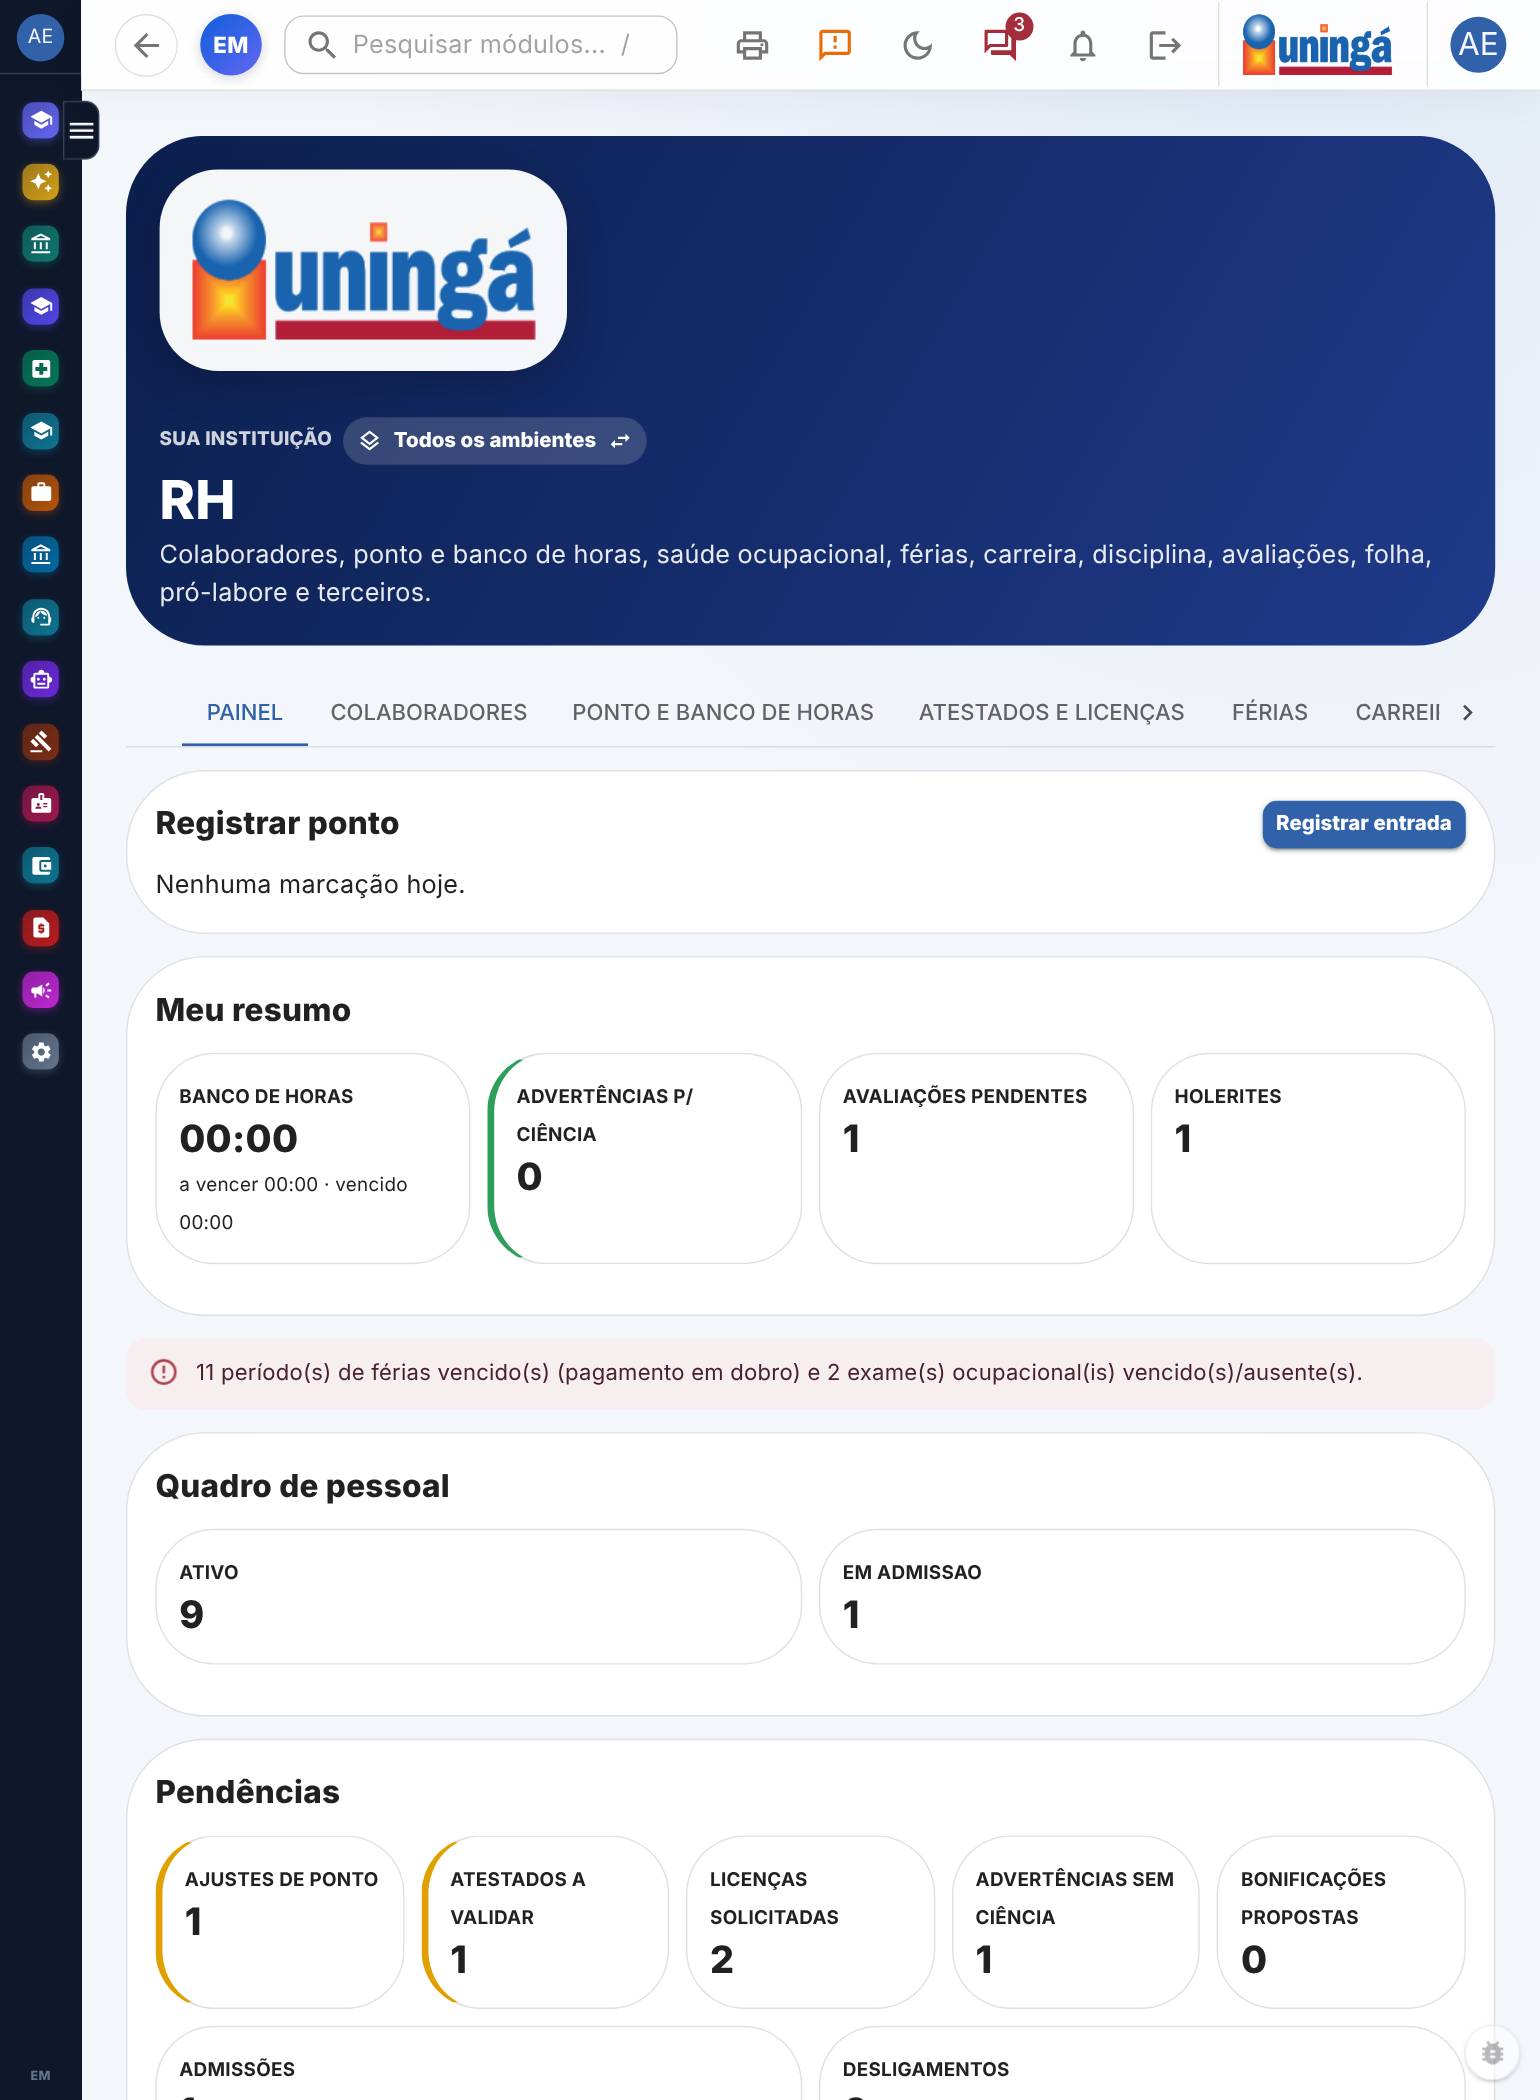 AE
EM
Pesquisar módulos... /
3
uningá
AE
uningá
SUA INSTITUIÇÃO
Todos os ambientes
RH
Colaboradores, ponto e banco de horas, saúde ocupacional, férias, carreira, disciplina, avaliações, folha,
pró-labore e terceiros.
PAINEL
COLABORADORES
PONTO E BANCO DE HORAS
ATESTADOS E LICENÇAS
FÉRIAS
Registrar ponto
Registrar entrada
Nenhuma marcação hoje.
Meu resumo
BANCO DE HORAS
00:00
a vencer 00:00 · vencido
00:00
ADVERTÊNCIAS P/
CIÊNCIA
0
AVALIAÇÕES PENDENTES
1
HOLERITES
1
11 período(s) de férias vencido(s) (pagamento em dobro) e 2 exame(s) ocupacional(is) vencido(s)/ausente(s).
Quadro de pessoal
ATIVO
9
EM ADMISSAO
1
Pendências
AJUSTES DE PONTO
1
ATESTADOS A
VALIDAR
1
LICENÇAS
SOLICITADAS
2
ADVERTÊNCIAS SEM
CIÊNCIA
1
BONIFICAÇÕES
PROPOSTAS
0
ADMISSÕES
DESLIGAMENTOS
EM